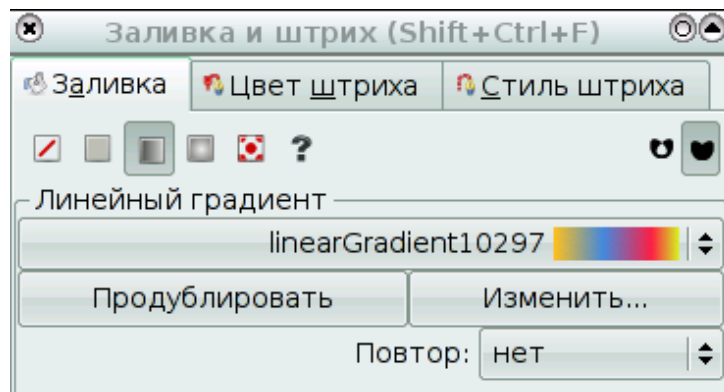 Заливка и штрих (Shift+Ctrl+F)
Заливка Цвет штриха Стиль штриха
?
Линейный градиент
linearGradient10297
Продублировать Изменить...
Повтор: нет